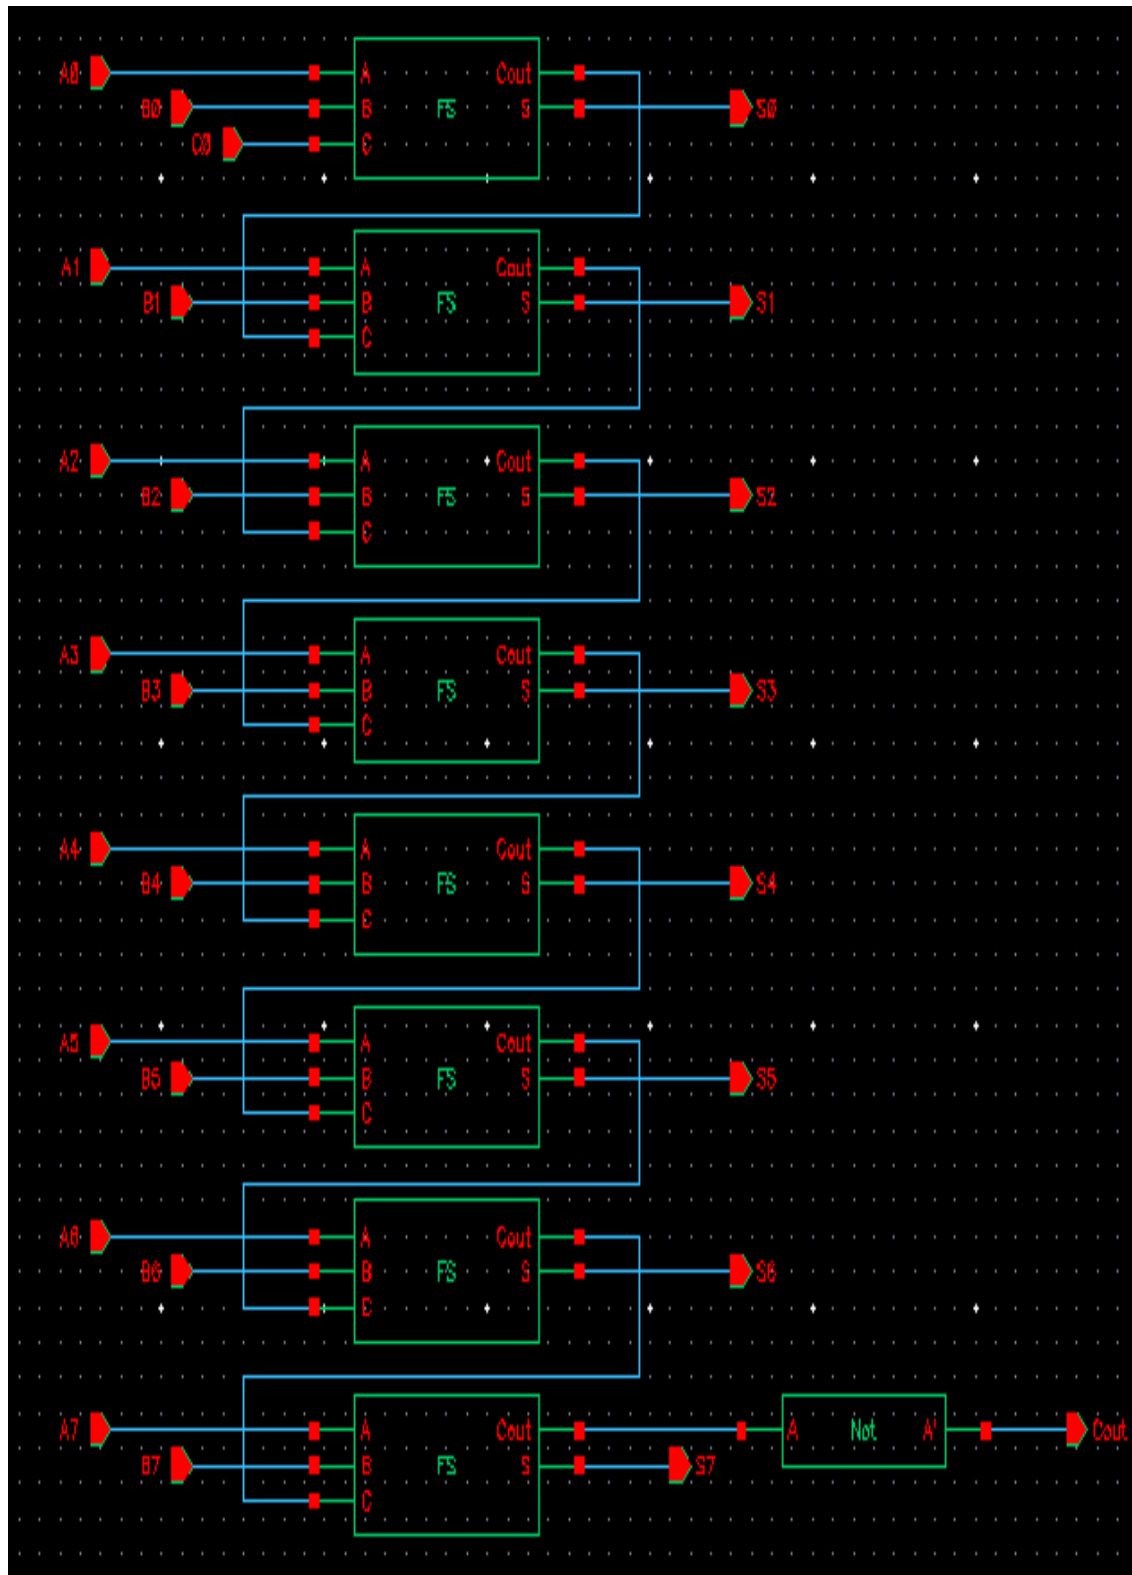 A0 A Cout
B0 B FS S S0
C0 C
A1 A Cout
B1 B FS S S1
C
A2 A Cout
B2 B FS S S2
C
A3 A Cout
B3 B FS S S3
C
A4 A Cout
B4 B FS S S4
C
A5 A Cout
B5 B FS S S5
C
A6 A Cout
B6 B FS S S6
C
A7 A Cout A Not A' Cout
B7 B FS S S7
C